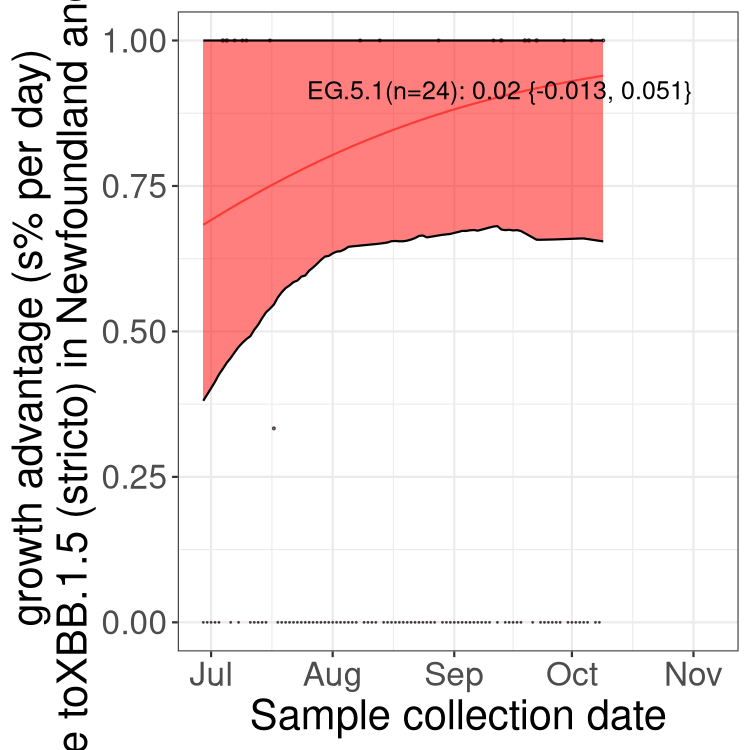 growth advantage (s% per day)
toXBB.1.5 (stricto) in Newfoundland
1.00
0.75
0.50
0.25
0.00
EG.5.1(n=24): 0.02 {-0.013, 0.051}
Jul Aug Sep Oct Nov
Sample collection date